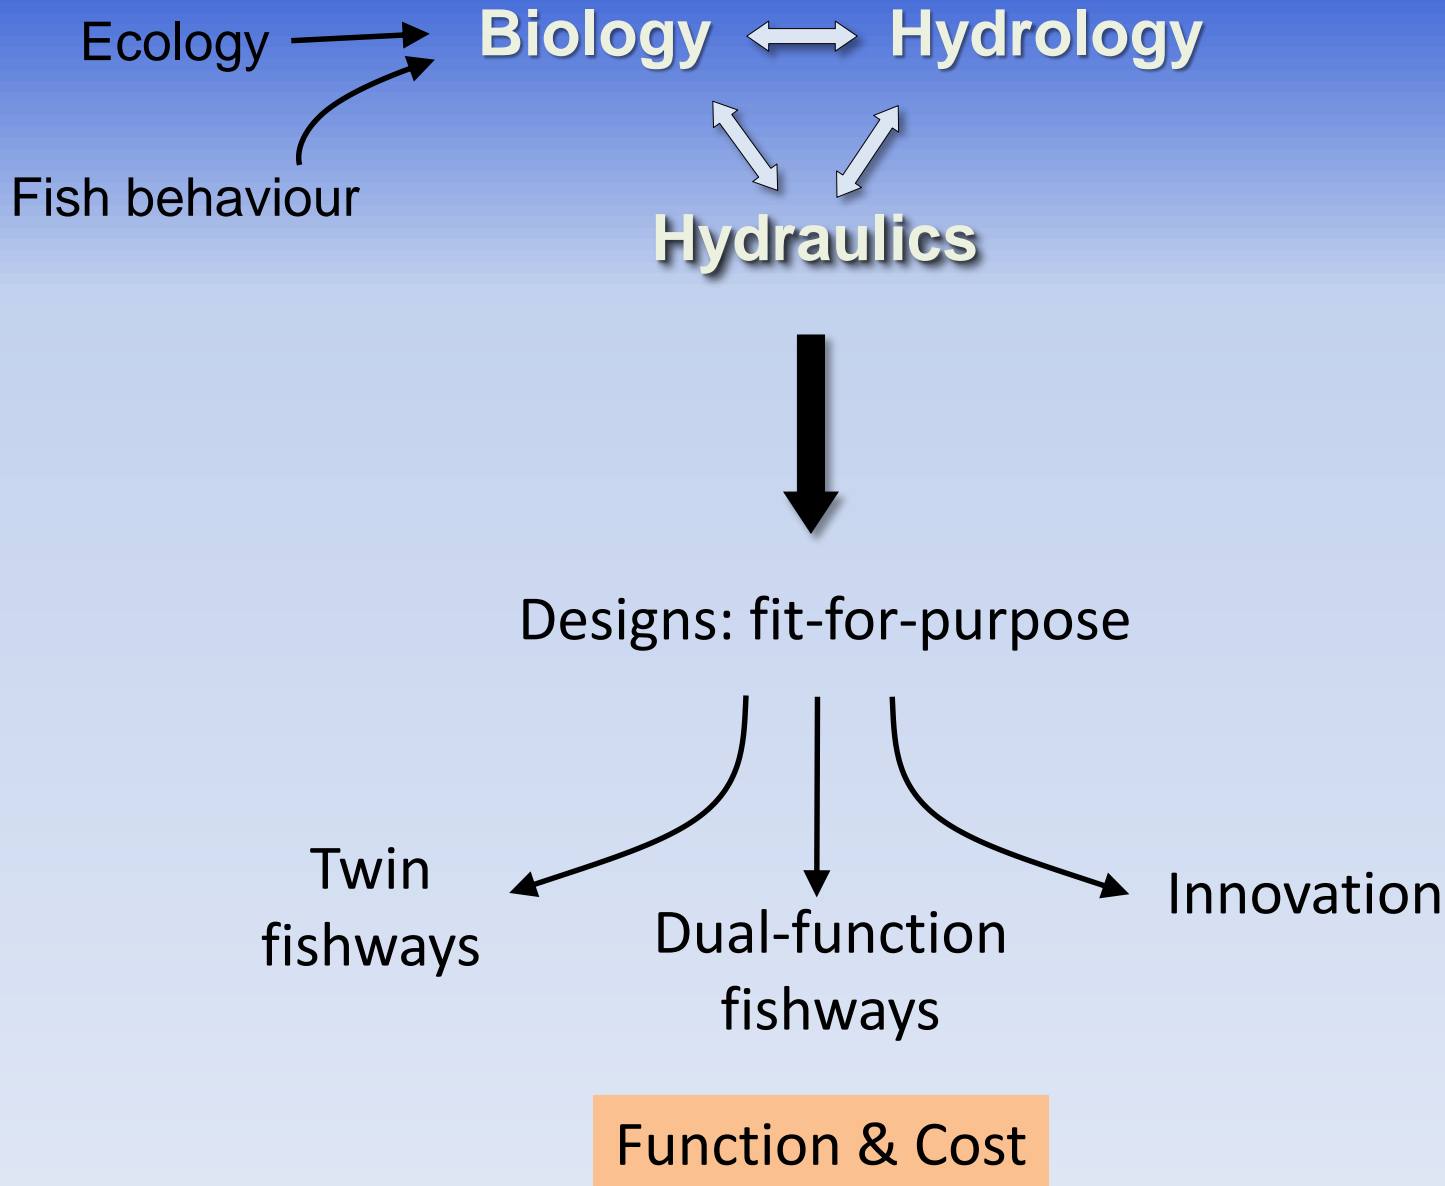 Ecology
Biology
Hydrology
Fish behaviour
Hydraulics
Designs: fit-for-purpose
Twin
fishways
Dual-function
fishways
Innovation
Function & Cost